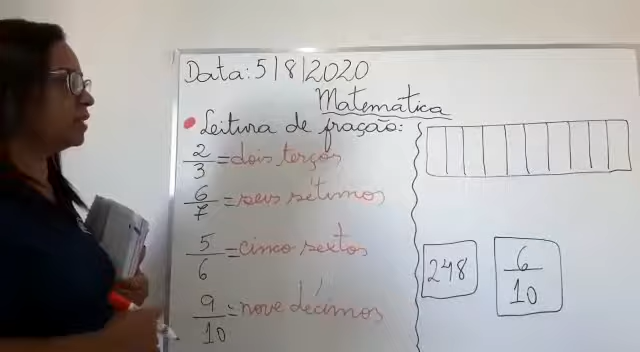 Data: 5/8/2020
Matemática
Leitura de fração:
2/3 = dois terços
6/7 = seis sétimos
5/6 = cinco sextos
9/10 = nove décimos
248
6/10